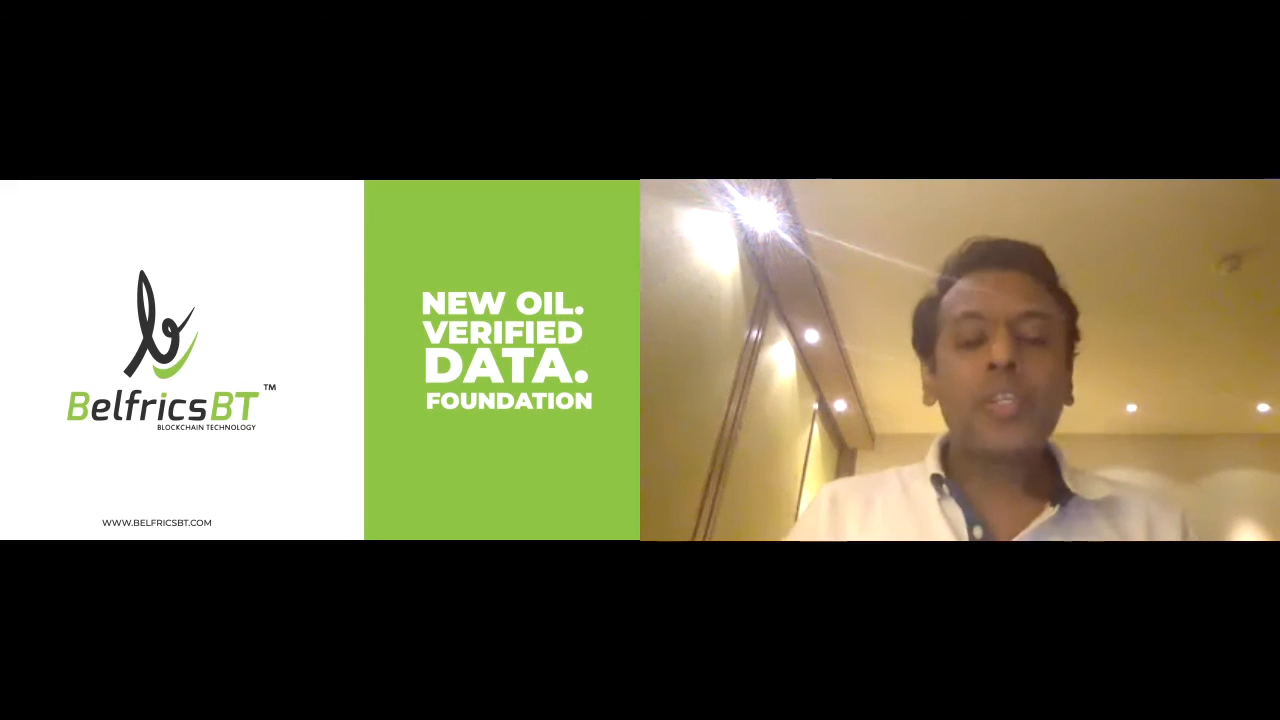 BelfricsBT™
BLOCKCHAIN TECHNOLOGY
WWW.BELFRICSBT.COM
NEW OIL.
VERIFIED
DATA.
FOUNDATION